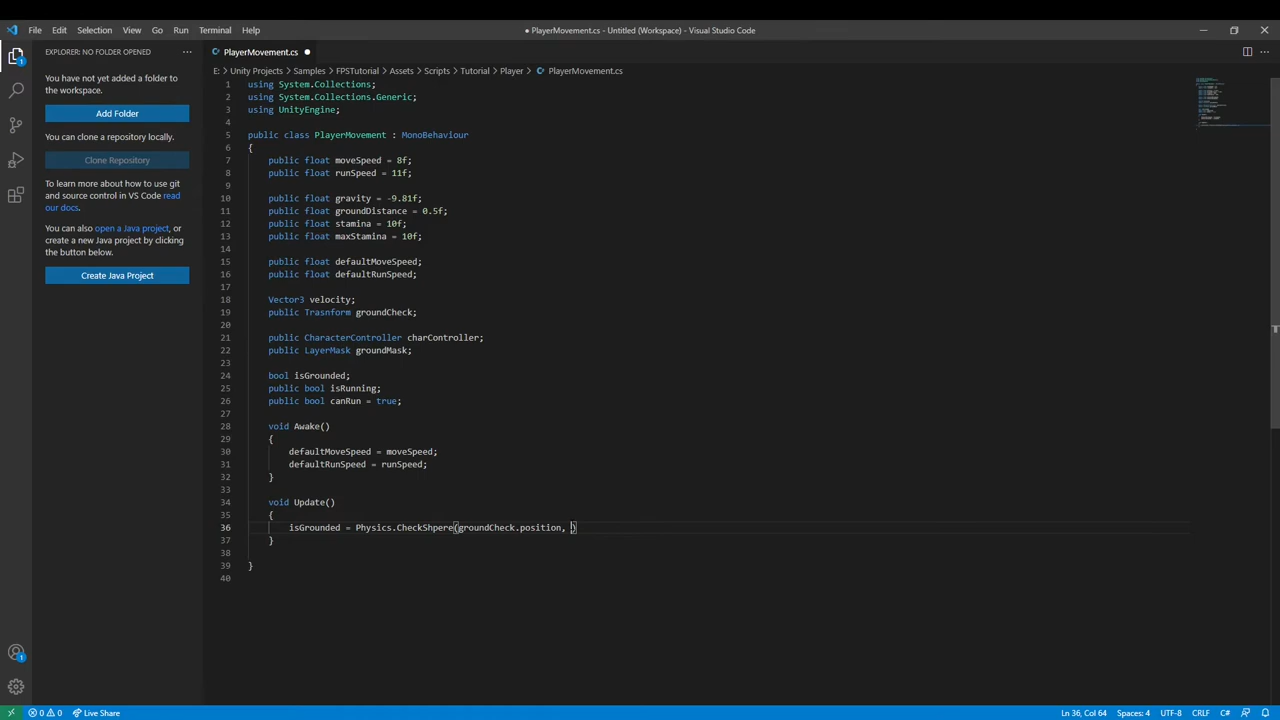 File Edit Selection View Go Run Terminal Help
● PlayerMovement.cs - Untitled (Workspace) - Visual Studio Code
EXPLORER: NO FOLDER OPENED
You have not yet added a folder to
the workspace.
Add Folder
You can clone a repository locally.
Clone Repository
To learn more about how to use git
and source control in VS Code read
our docs.
You can also open a Java project, or
create a new Java project by clicking
the button below.
Create Java Project
PlayerMovement.cs ●
E: > Unity Projects > Samples > FPSTutorial > Assets > Scripts > Tutorial > Player > PlayerMovement.cs
1 using System.Collections;
2 using System.Collections.Generic;
3 using UnityEngine;
4
5 public class PlayerMovement : MonoBehaviour
6 {
7 public float moveSpeed = 8f;
8 public float runSpeed = 11f;
9
10 public float gravity = -9.81f;
11 public float groundDistance = 0.5f;
12 public float stamina = 10f;
13 public float maxStamina = 10f;
14
15 public float defaultMoveSpeed;
16 public float defaultRunSpeed;
17
18 Vector3 velocity;
19 public Trasnform groundCheck;
20
21 public CharacterController charController;
22 public LayerMask groundMask;
23
24 bool isGrounded;
25 public bool isRunning;
26 public bool canRun = true;
27
28 void Awake()
29 {
30 defaultMoveSpeed = moveSpeed;
31 defaultRunSpeed = runSpeed;
32 }
33
34 void Update()
35 {
36 isGrounded = Physics.CheckShpere(groundCheck.position, )
37 }
38
39 }
40
1
1
0 0 Live Share
Ln 36, Col 64 Spaces: 4 UTF-8 CRLF C#